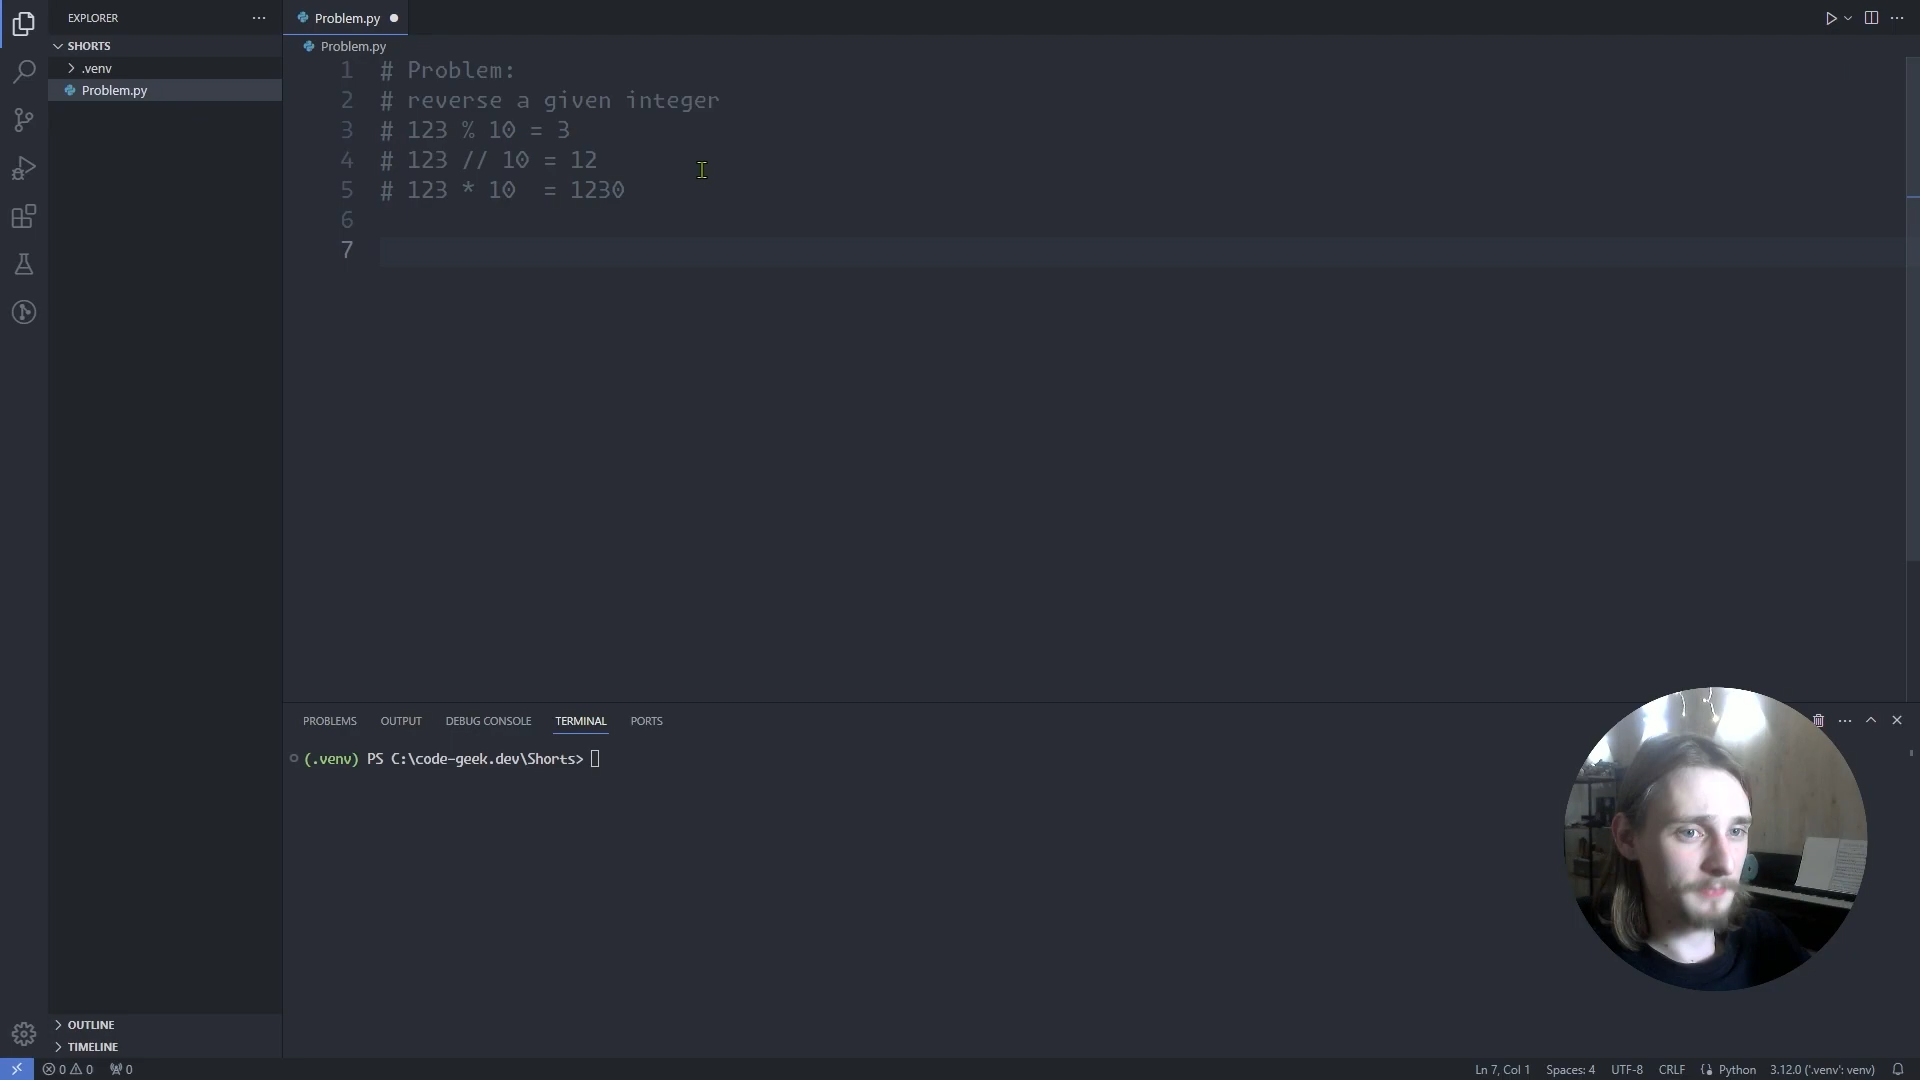 EXPLORER
SHORTS
.venv
Problem.py
OUTLINE
TIMELINE
Problem.py
Problem.py
1 # Problem:
2 # reverse a given integer
3 # 123 % 10 = 3
4 # 123 // 10 = 12
5 # 123 * 10  = 1230
6
7
PROBLEMS OUTPUT DEBUG CONSOLE TERMINAL PORTS
(.venv) PS C:\code-geek.dev\Shorts>
0 0 0 Ln 7, Col 1 Spaces: 4 UTF-8 CRLF Python 3.12.0 ('.venv': venv)